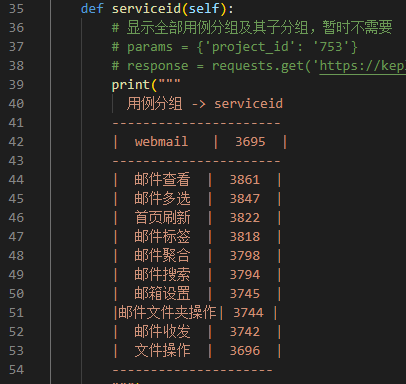 35 def serviceid(self):
36 # 显示全部用例分组及其子分组，暂时不需要
37 # params = {'project_id': '753'}
38 # response = requests.get('https://kep
39 print("""
40 用例分组 -> serviceid
41 ---------------------
42 | webmail | 3695 |
43 ---------------------
44 | 邮件查看 | 3861 |
45 | 邮件多选 | 3847 |
46 | 首页刷新 | 3822 |
47 | 邮件标签 | 3818 |
48 | 邮件聚合 | 3798 |
49 | 邮件搜索 | 3794 |
50 | 邮箱设置 | 3745 |
51 |邮件文件夹操作| 3744 |
52 | 邮件收发 | 3742 |
53 | 文件操作 | 3696 |
54 --------------------